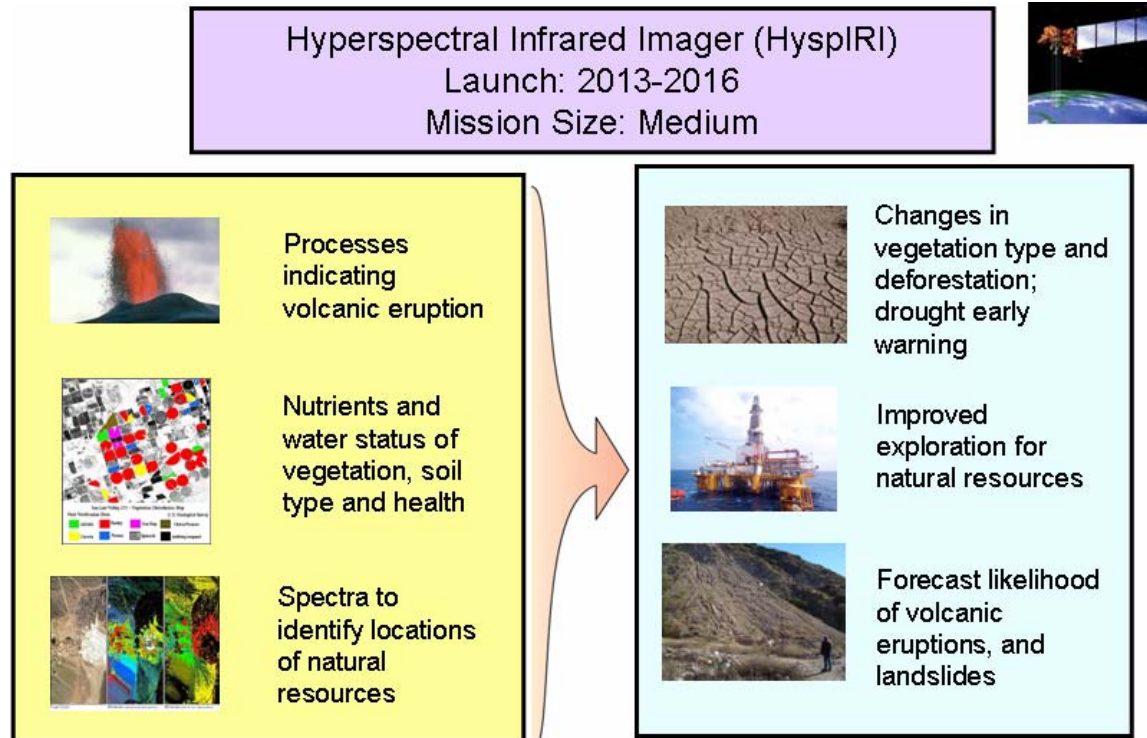 Hyperspectral Infrared Imager (HyspIRI)
Launch: 2013-2016
Mission Size: Medium
Processes
indicating
volcanic eruption
Nutrients and
water status of
vegetation, soil
type and health
U.S. Geological Survey
Spectra to
identify locations
of natural
resources
Changes in
vegetation type and
deforestation;
drought early
warning
Improved
exploration for
natural resources
Forecast likelihood
of volcanic
eruptions, and
landslides